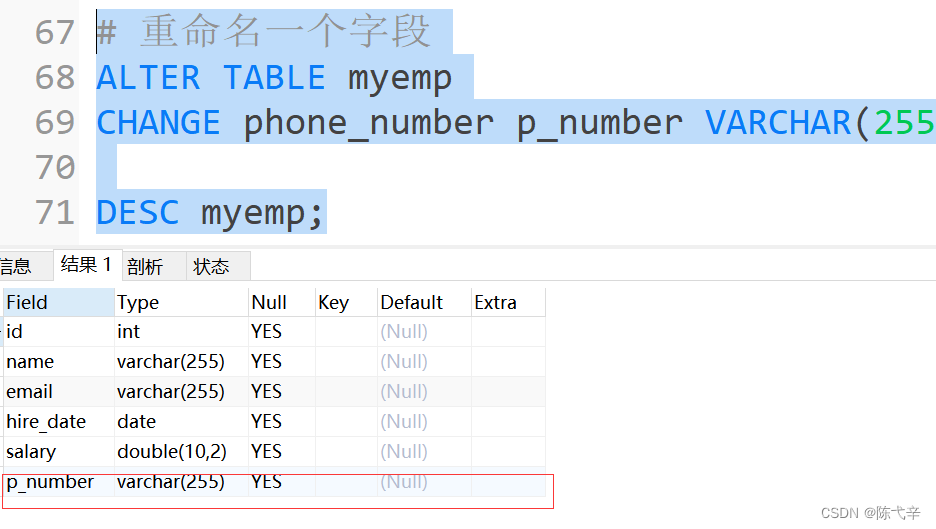 67 # 重命名一个字段
68 ALTER TABLE myemp
69 CHANGE phone_number p_number VARCHAR(255
70
71 DESC myemp;
信息 结果 1 剖析 状态
Field Type Null Key Default Extra
id int YES (Null)
name varchar(255) YES (Null)
email varchar(255) YES (Null)
hire_date date YES (Null)
salary double(10,2) YES (Null)
p_number varchar(255) YES (Null)
CSDN @陈弋辛